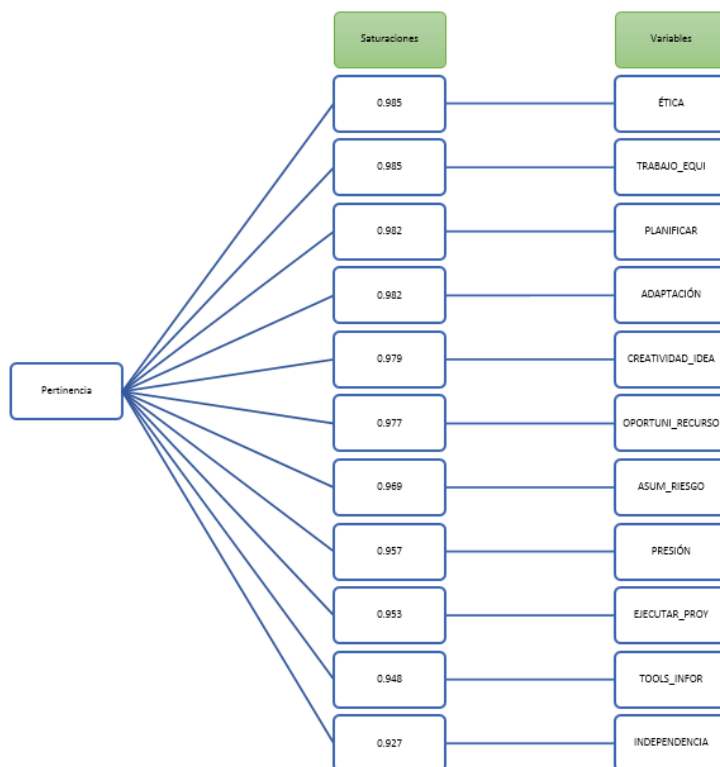 Saturaciones Variables
0.985 ÉTICA
0.985 TRABAJO_EQUI
0.982 PLANIFICAR
0.982 ADAPTACIÓN
0.979 CREATIVIDAD_IDEA
Pertinencia
0.977 OPORTUNI_RECURSO
0.969 ASUM_RIESGO
0.957 PRESIÓN
0.953 EJECUTAR_PROY
0.948 TOOLS_INFOR
0.927 INDEPENDENCIA